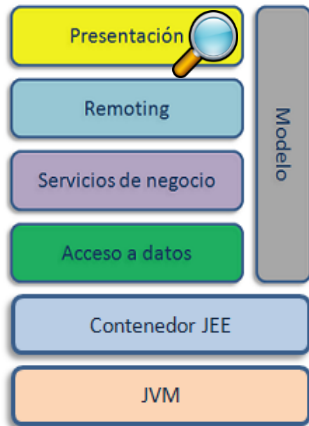 Presentación
Remoting
Servicios de negocio
Acceso a datos
Modelo
Contenedor JEE
JVM